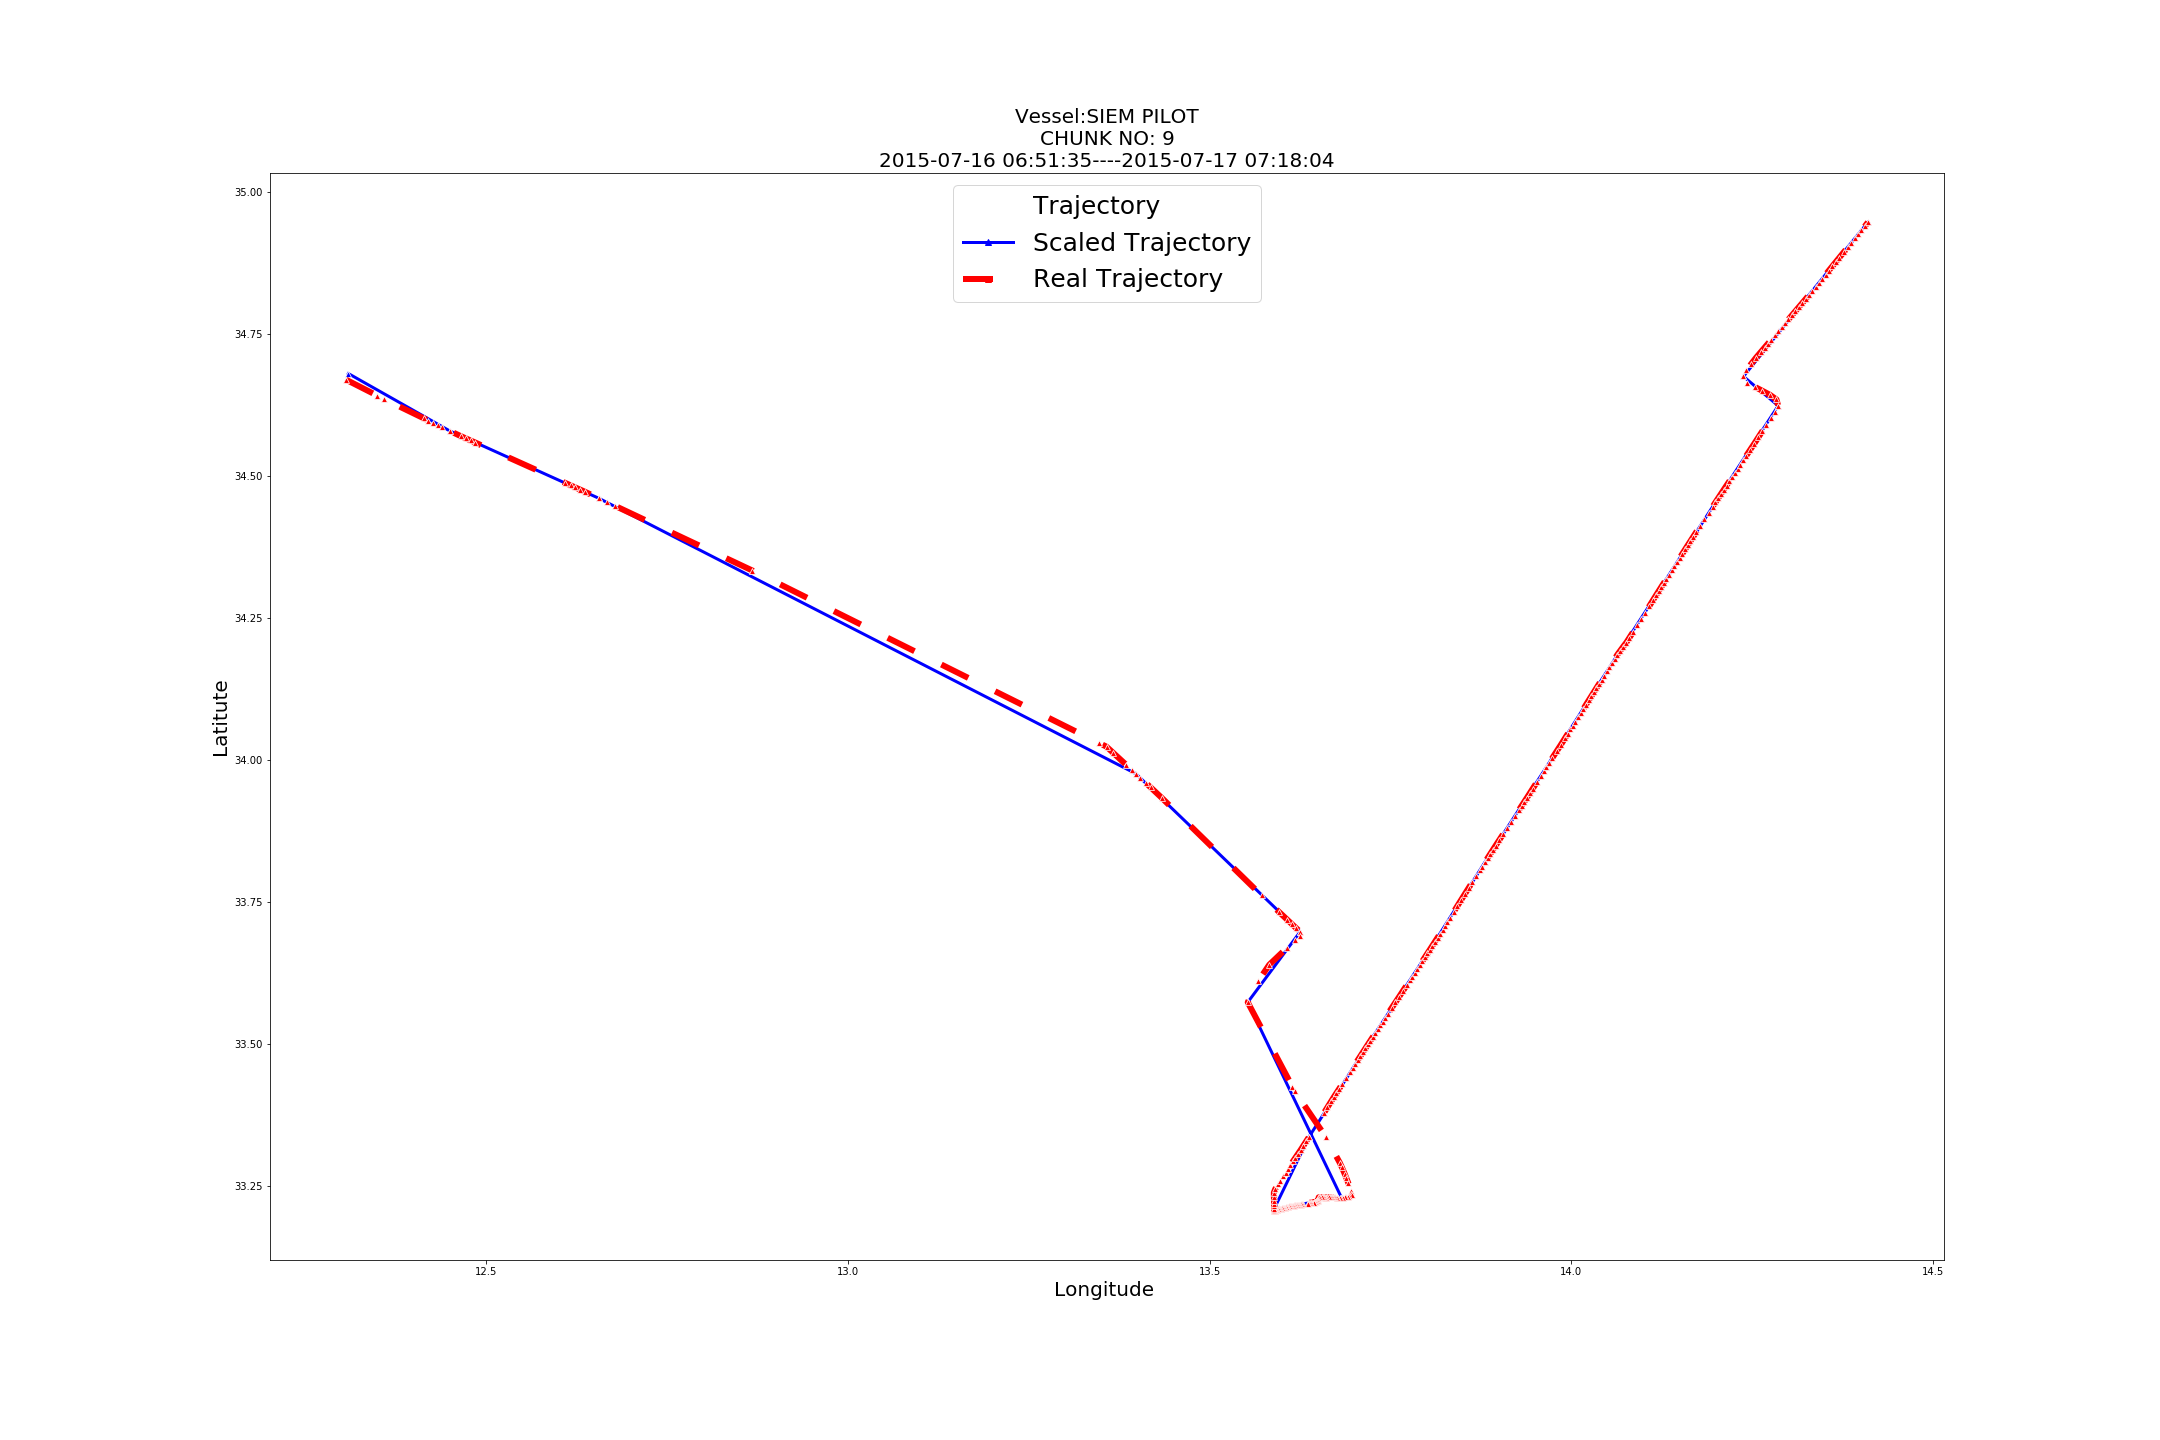 Vessel:SIEM PILOT
CHUNK NO: 9
2015-07-16 06:51:35----2015-07-17 07:18:04
Trajectory
Scaled Trajectory
Real Trajectory
35.00
34.75
34.50
34.25
34.00
33.75
33.50
33.25
Latitute
12.5
13.0
13.5
14.0
14.5
Longitude